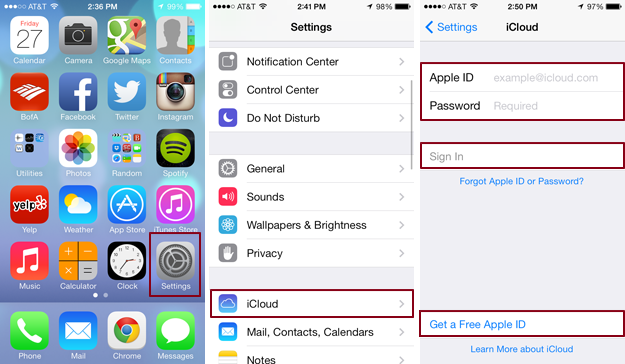 AT&T 2:36 PM 99%
Friday
27
Calendar Camera Google Maps Contacts
BofA Facebook Twitter Instagram
Utilities Photos Random Spotify
yelp
Yelp Weather App Store iTunes Store
Music Calculator Clock Settings
Phone Mail Chrome Messages
AT&T 2:41 PM 98%
Settings
Notification Center
Control Center
Do Not Disturb
General
Sounds
Wallpapers & Brightness
Privacy
iCloud
Mail, Contacts, Calendars
Notes
AT&T 2:50 PM 97%
Settings iCloud
Apple ID example@icloud.com
Password Required
Sign In
Forgot Apple ID or Password?
Get a Free Apple ID
Learn More about iCloud